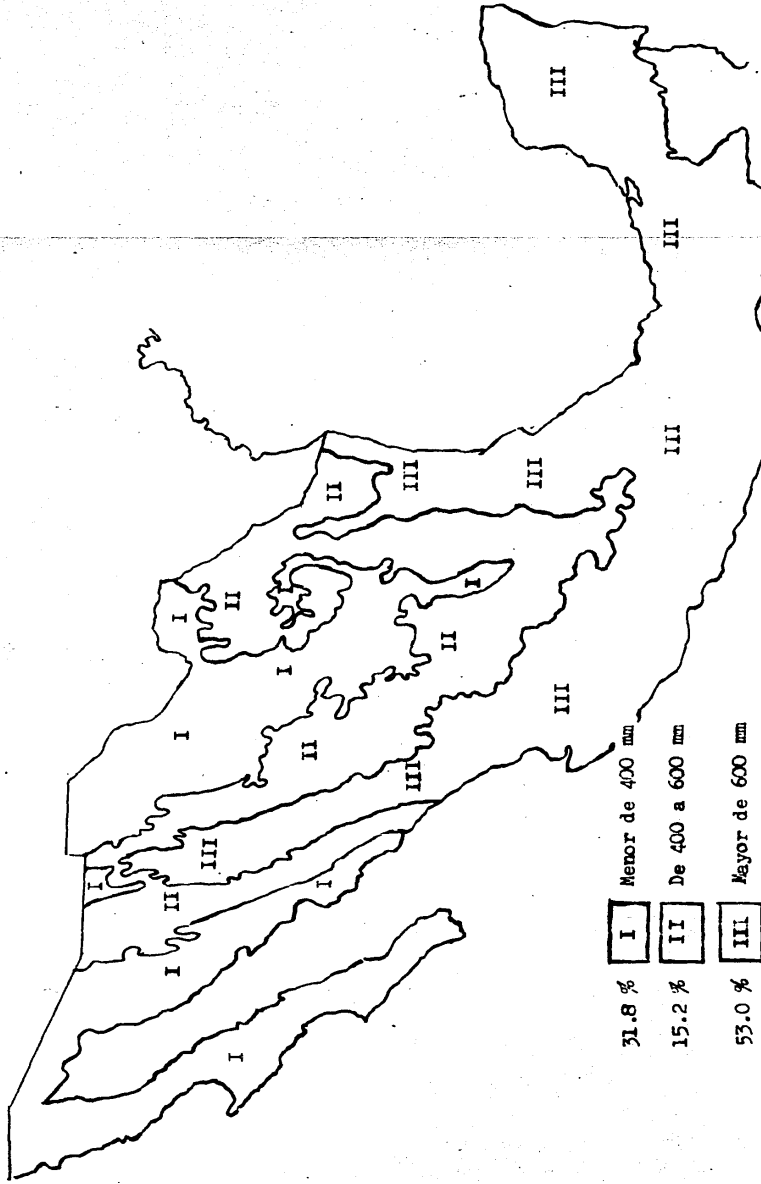 I
I II I I
III
I II
I
II
I
II
III III
II
I
III
III III
III III
31.8 % I Menor de 400 mm
15.2 % II De 400 a 600 mm
53.0 % III Mayor de 600 mm